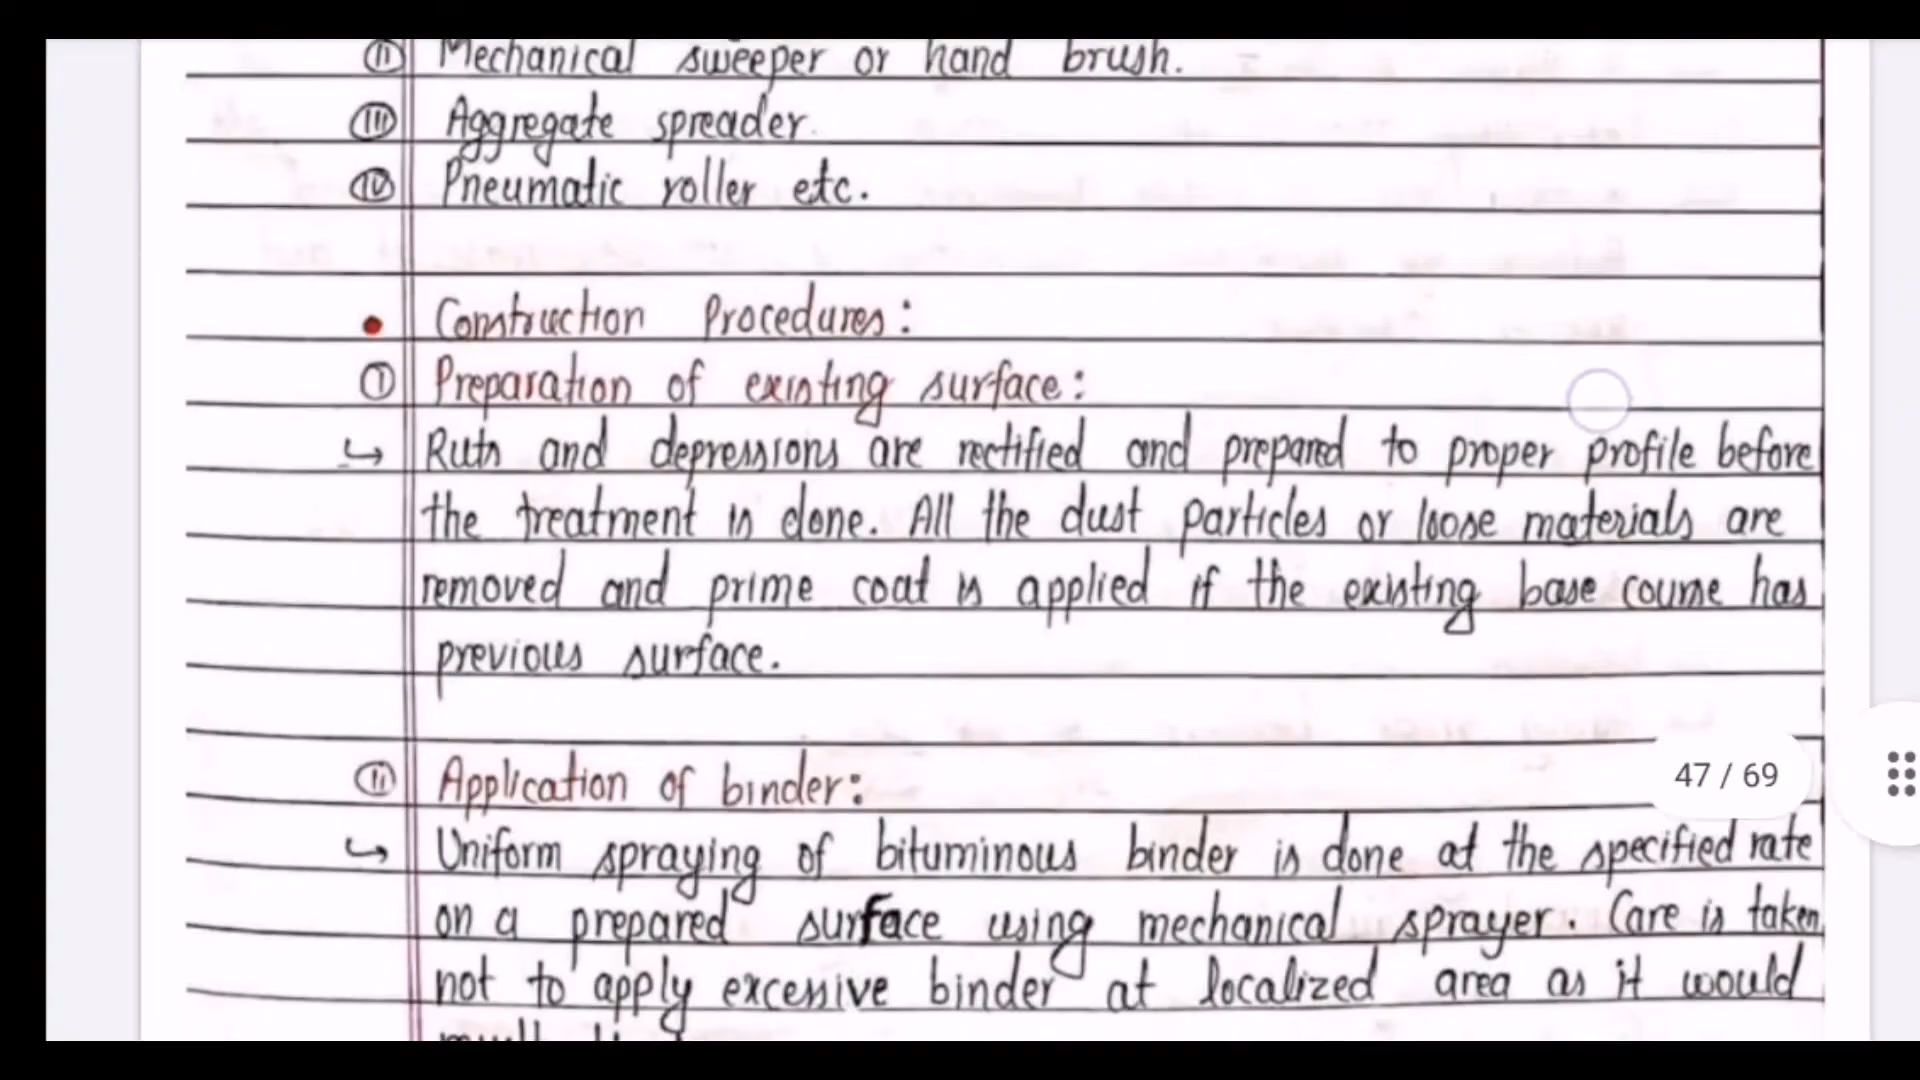 (II) Mechanical sweeper or hand brush.
(III) Aggregate spreader.
(IV) Pneumatic roller etc.
• Construction Procedures:
(I) Preparation of existing surface:
↪ Ruts and depressions are rectified and prepared to proper profile before
the treatment is done. All the dust particles or loose materials are
removed and prime coat is applied if the existing base course has
previous surface.
(II) Application of binder:
47 / 69
↪ Uniform spraying of bituminous binder is done at the specified rate
on a prepared surface using mechanical sprayer. Care is taken
not to apply excessive binder at localized area as it would